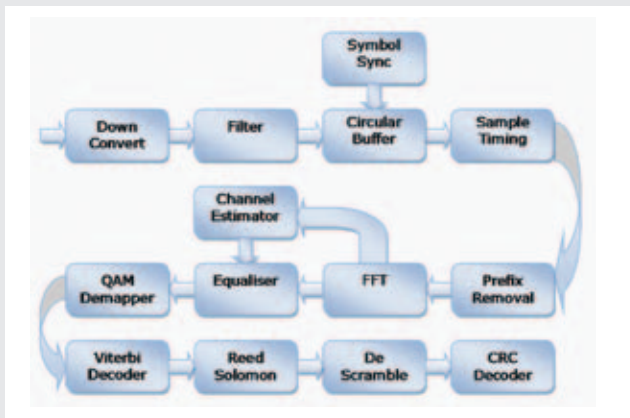 Symbol
Sync
Down
Convert
Filter
Circular
Buffer
Sample
Timing
Channel
Estimator
QAM
Demapper
Equaliser
FFT
Prefix
Removal
Viterbi
Decoder
Reed
Solomon
De
Scramble
CRC
Decoder